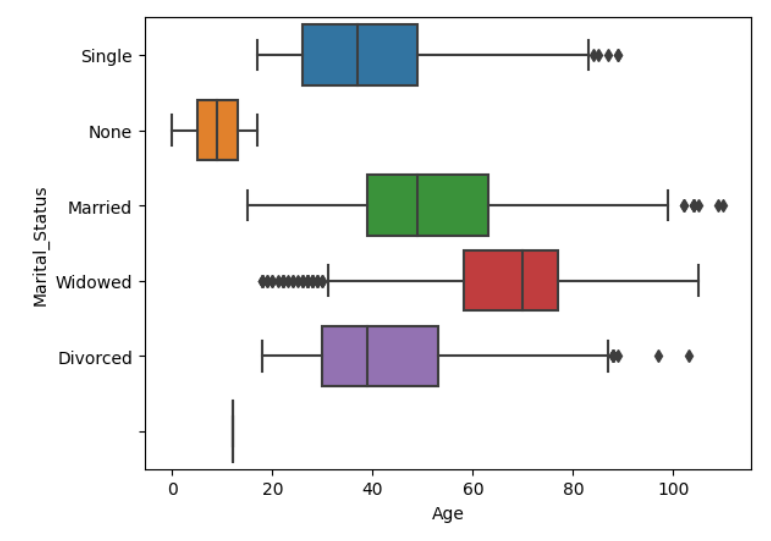 Single
None
Married
Widowed
Divorced
Marital_Status
0 20 40 60 80 100
Age